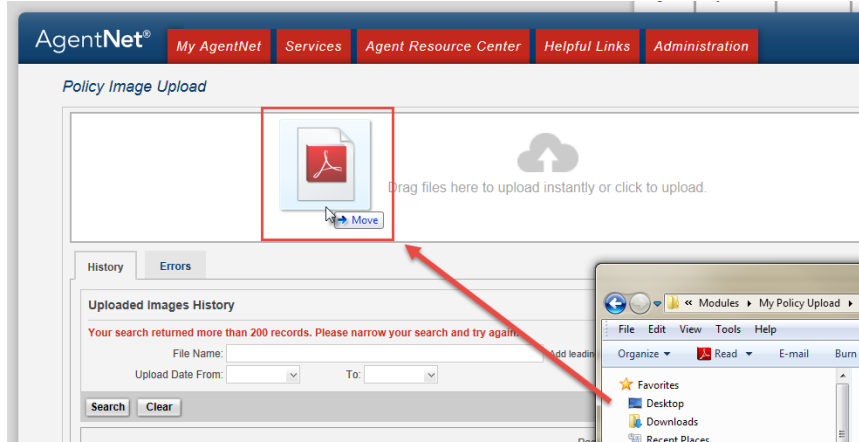 AgentNet®
My AgentNet Services Agent Resource Center Helpful Links Administration
Policy Image Upload
Drag files here to upload instantly or click to upload.
Move
History Errors
Uploaded Images History
Your search returned more than 200 records. Please narrow your search and try again.
File Name: Add leading
Upload Date From: To:
Search Clear
« Modules My Policy Upload
File Edit View Tools Help
Organize Read E-mail Burn
Favorites
Desktop
Downloads
Recent Places